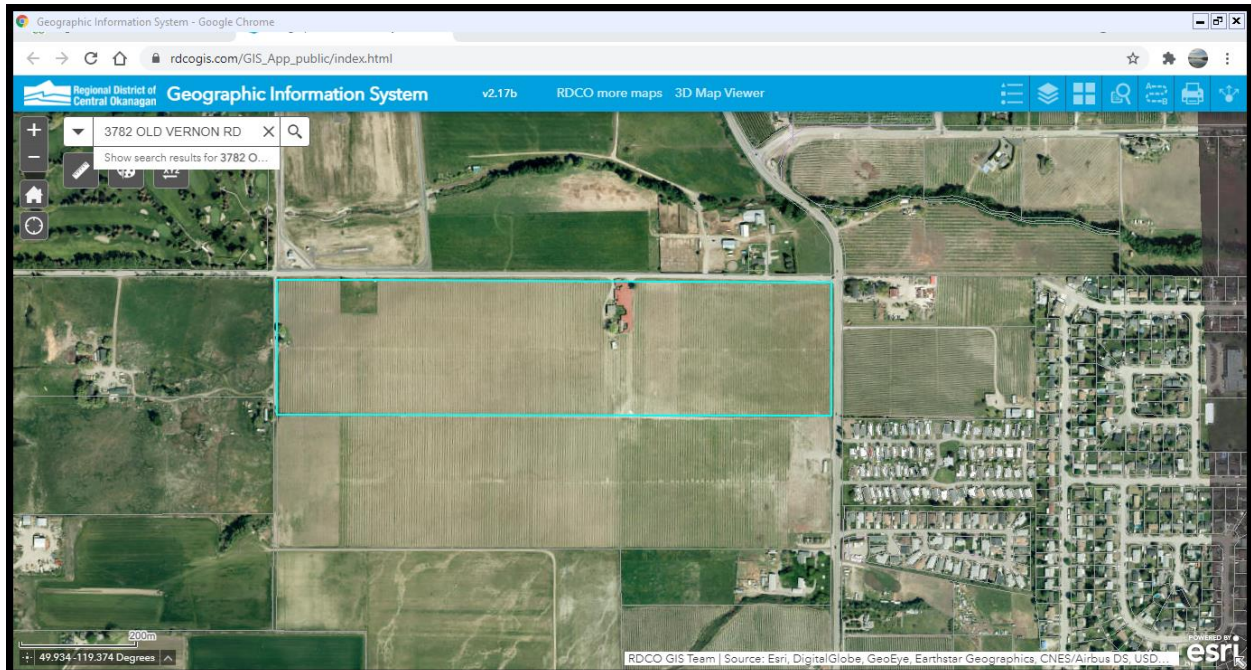 Geographic Information System - Google Chrome
rdcogis.com/GIS_App_public/index.html
Regional District of
Central Okanagan
Geographic Information System
v2.17b
RDCO more maps
3D Map Viewer
+
3782 OLD VERNON RD
−
Show search results for 3782 O...
XYZ
200m
49.934 -119.374 Degrees
RDCO GIS Team | Source: Esri, DigitalGlobe, GeoEye, Earthstar Geographics, CNES/Airbus DS, USD...
POWERED BY
esri